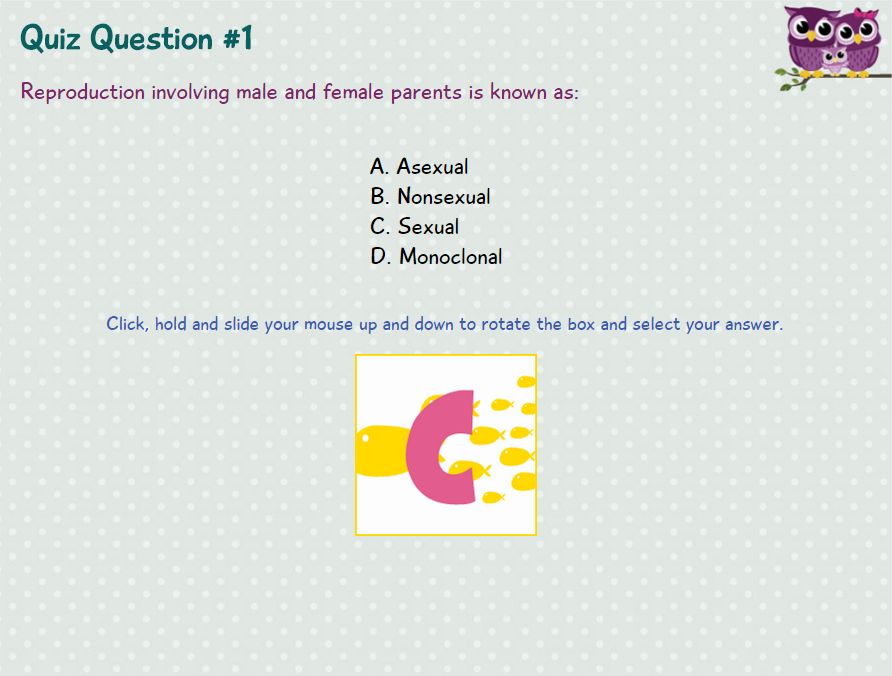 Quiz Question #1
Reproduction involving male and female parents is known as:
A. Asexual
B. Nonsexual
C. Sexual
D. Monoclonal
Click, hold and slide your mouse up and down to rotate the box and select your answer.
C